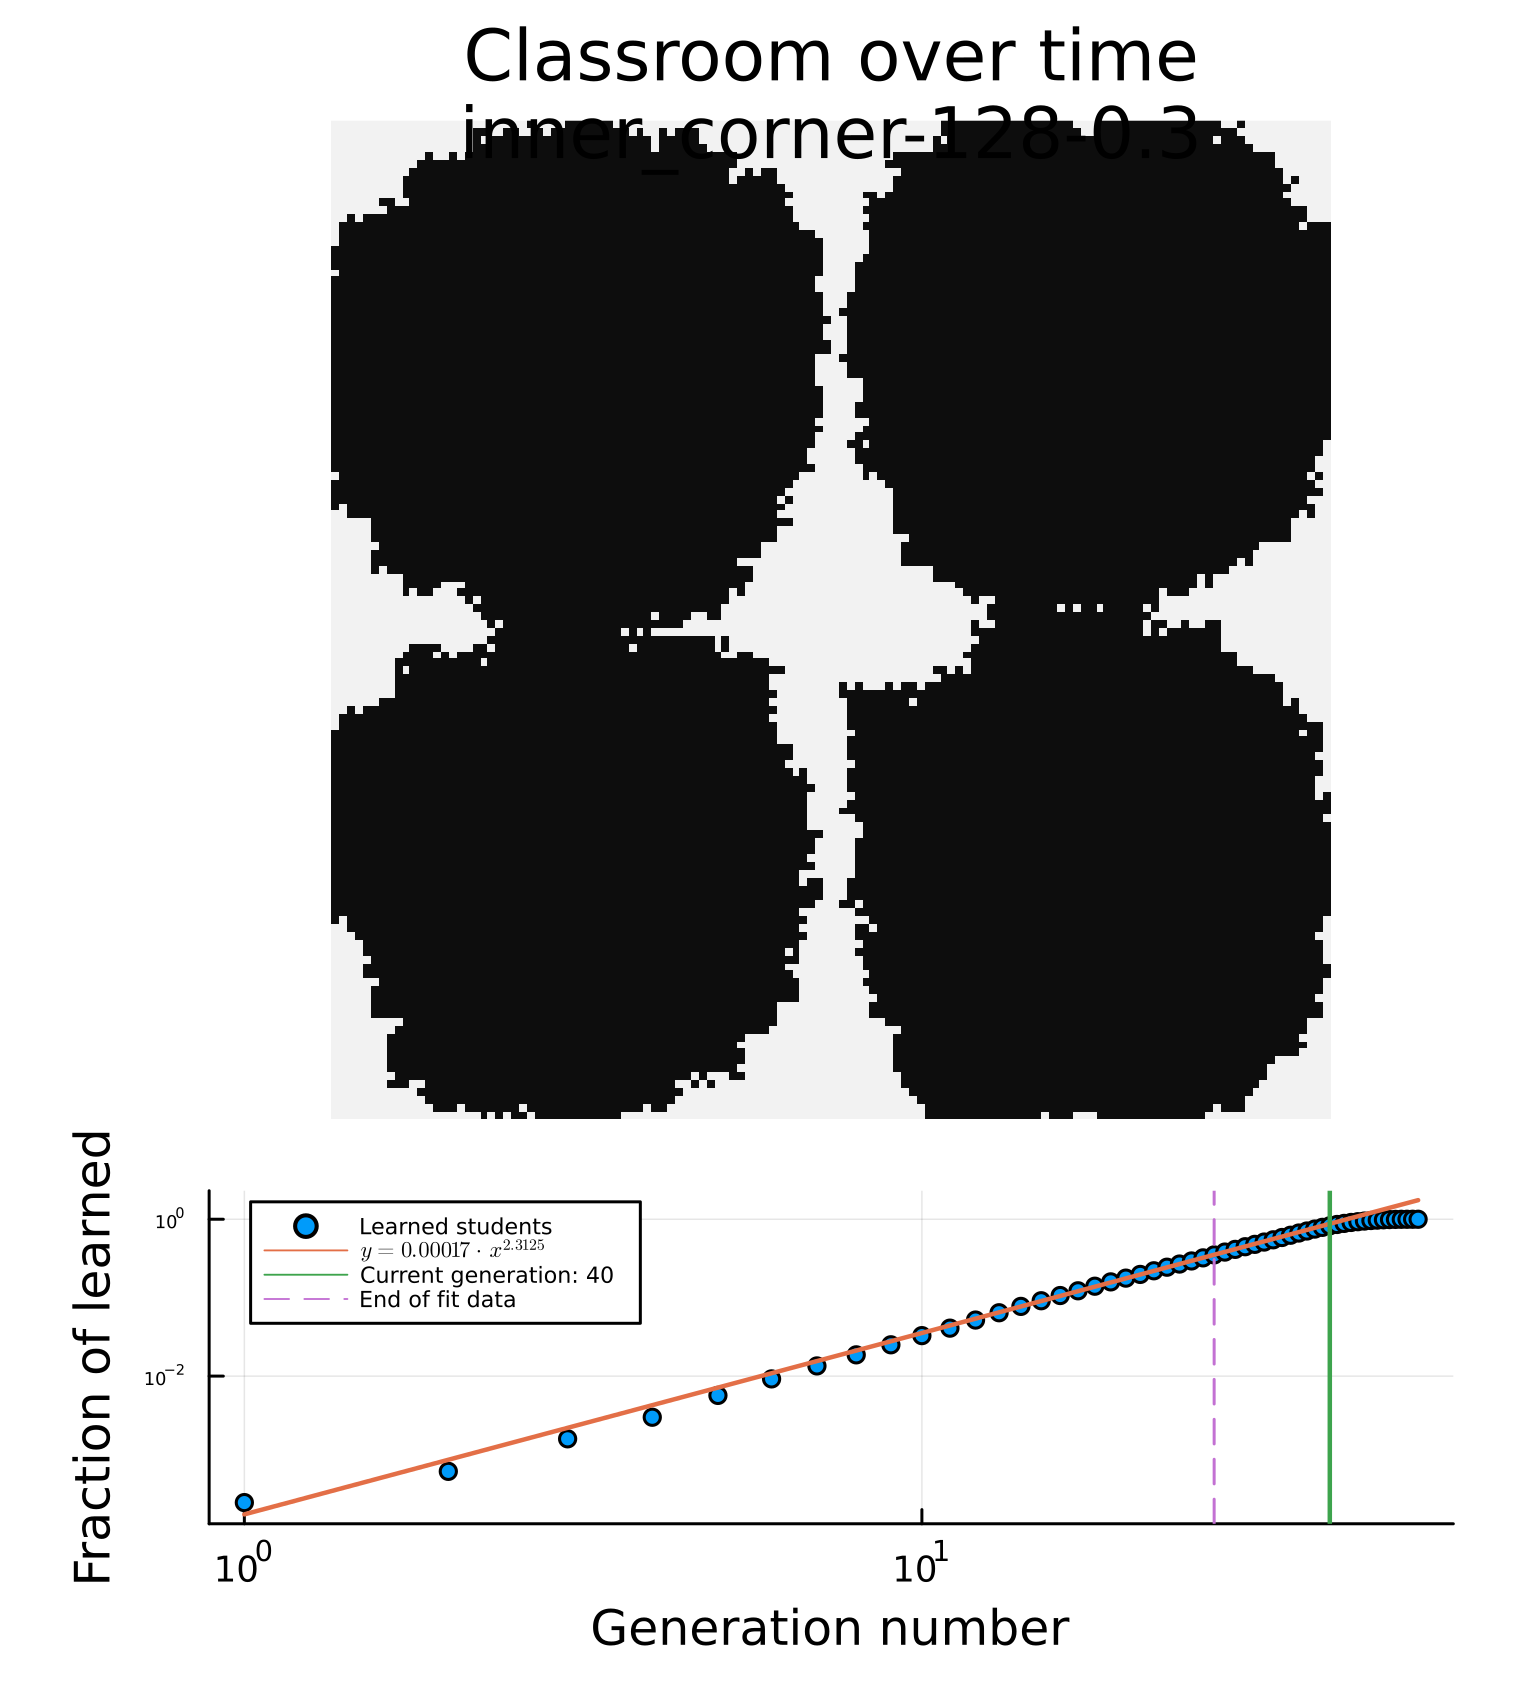 Classroom over time
inner_corner-128-0.3
Fraction of learned
10⁰
10⁻²
Learned students
y = 0.00017 · x^2.3125
Current generation: 40
End of fit data
10⁰
10¹
Generation number